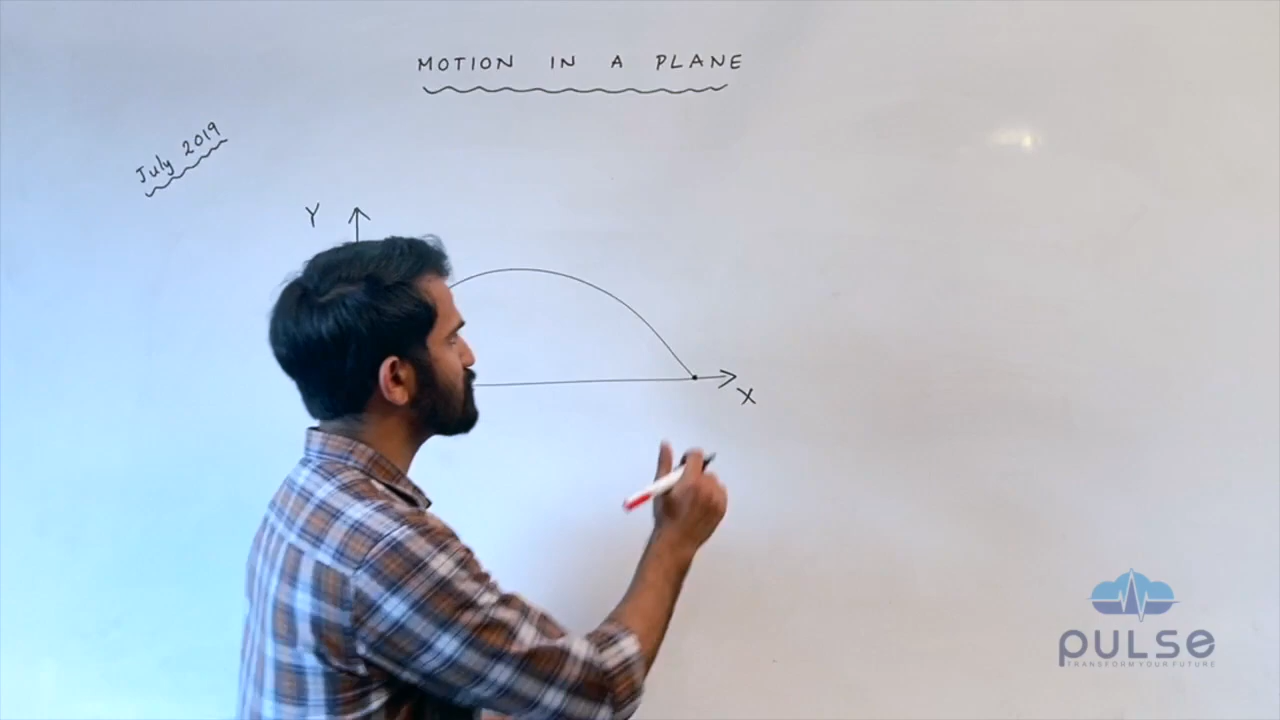 MOTION IN A PLANE
July 2019
Y
X
PULSE
TRANSFORM YOUR FUTURE